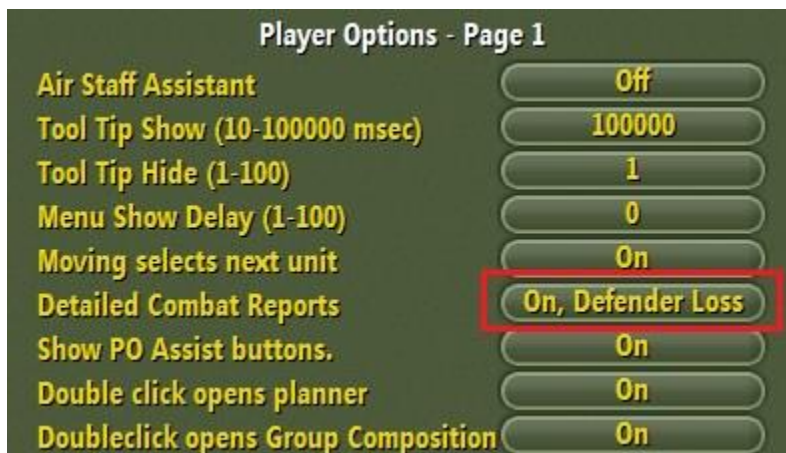 Player Options - Page 1
Air Staff Assistant Off
Tool Tip Show (10-100000 msec) 100000
Tool Tip Hide (1-100) 1
Menu Show Delay (1-100) 0
Moving selects next unit On
Detailed Combat Reports On, Defender Loss
Show PO Assist buttons. On
Double click opens planner On
Doubleclick opens Group Composition On